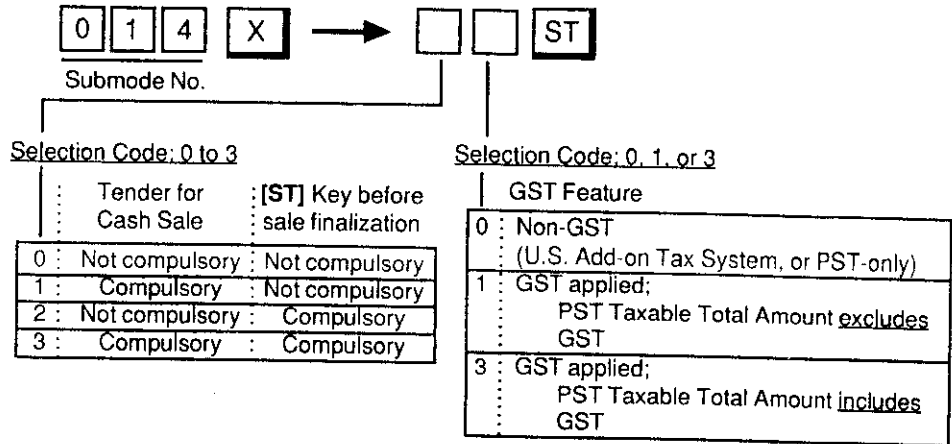 0 1 4 X ST
Submode No.
Selection Code; 0 to 3
Tender for Cash Sale : [ST] Key before sale finalization
0 : Not compulsory : Not compulsory
1 : Compulsory : Not compulsory
2 : Not compulsory : Compulsory
3 : Compulsory : Compulsory
Selection Code; 0, 1, or 3
GST Feature
0 : Non-GST
(U.S. Add-on Tax System, or PST-only)
1 : GST applied;
PST Taxable Total Amount excludes
GST
3 : GST applied;
PST Taxable Total Amount includes
GST